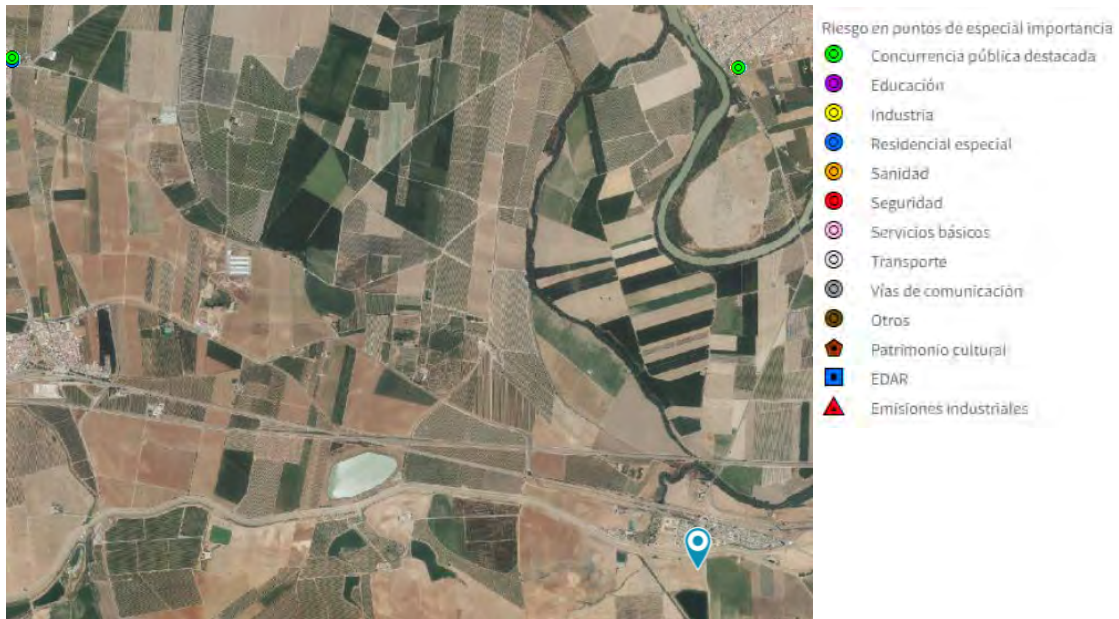 Riesgo en puntos de especial importancia
Concurrencia pública destacada
Educación
Industria
Residencial especial
Sanidad
Seguridad
Servicios básicos
Transporte
Vías de comunicación
Otros
Patrimonio cultural
EDAR
Emisiones industriales